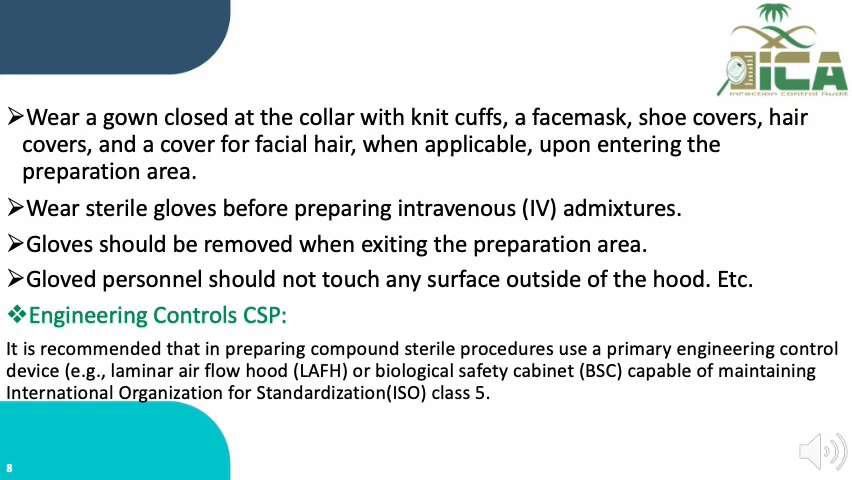 iCA
Infection Control Audit
➢Wear a gown closed at the collar with knit cuffs, a facemask, shoe covers, hair
covers, and a cover for facial hair, when applicable, upon entering the
preparation area.
➢Wear sterile gloves before preparing intravenous (IV) admixtures.
➢Gloves should be removed when exiting the preparation area.
➢Gloved personnel should not touch any surface outside of the hood. Etc.
❖Engineering Controls CSP:
It is recommended that in preparing compound sterile procedures use a primary engineering control
device (e.g., laminar air flow hood (LAFH) or biological safety cabinet (BSC) capable of maintaining
International Organization for Standardization(ISO) class 5.